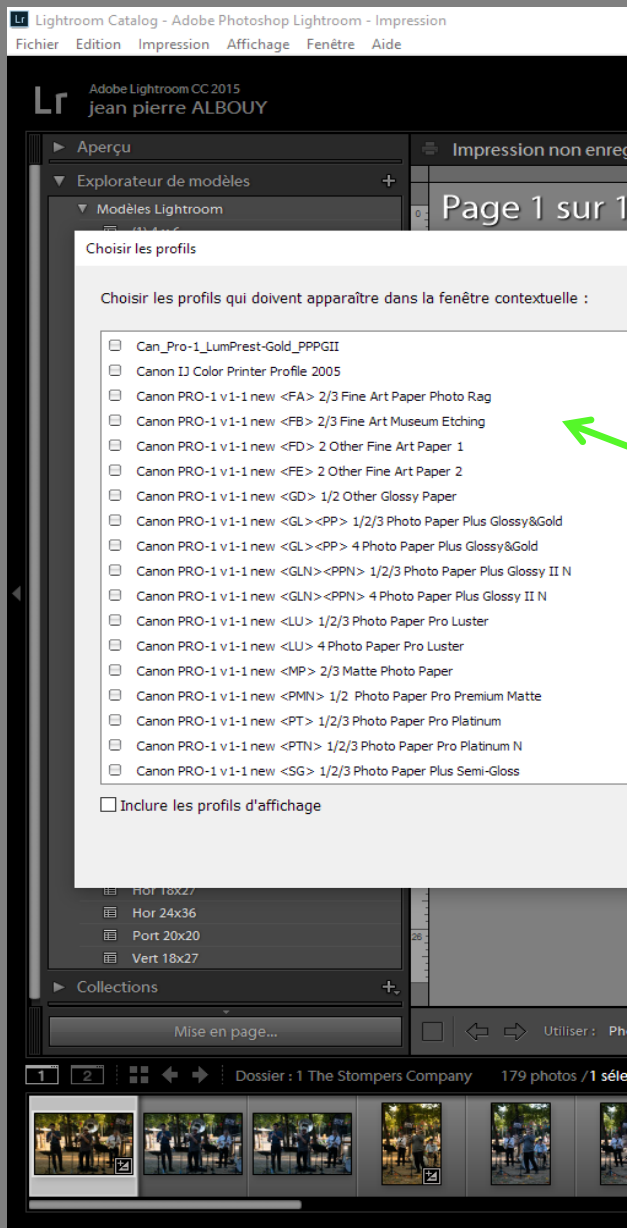 Lr Lightroom Catalog - Adobe Photoshop Lightroom - Impression
Fichier Edition Impression Affichage Fenêtre Aide
Lr
Adobe Lightroom CC 2015
jean pierre ALBOUY
Aperçu
Impression non enreg
Explorateur de modèles +
Modèles Lightroom
0
Page 1 sur 1
Choisir les profils
Choisir les profils qui doivent apparaître dans la fenêtre contextuelle :
Can_Pro-1_LumPrest-Gold_PPPGII
Canon IJ Color Printer Profile 2005
Canon PRO-1 v1-1 new <FA> 2/3 Fine Art Paper Photo Rag
Canon PRO-1 v1-1 new <FB> 2/3 Fine Art Museum Etching
Canon PRO-1 v1-1 new <FD> 2 Other Fine Art Paper 1
Canon PRO-1 v1-1 new <FE> 2 Other Fine Art Paper 2
Canon PRO-1 v1-1 new <GD> 1/2 Other Glossy Paper
Canon PRO-1 v1-1 new <GL><PP> 1/2/3 Photo Paper Plus Glossy&Gold
Canon PRO-1 v1-1 new <GL><PP> 4 Photo Paper Plus Glossy&Gold
Canon PRO-1 v1-1 new <GLN><PPN> 1/2/3 Photo Paper Plus Glossy II N
Canon PRO-1 v1-1 new <GLN><PPN> 4 Photo Paper Plus Glossy II N
Canon PRO-1 v1-1 new <LU> 1/2/3 Photo Paper Pro Luster
Canon PRO-1 v1-1 new <LU> 4 Photo Paper Pro Luster
Canon PRO-1 v1-1 new <MP> 2/3 Matte Photo Paper
Canon PRO-1 v1-1 new <PMN> 1/2 Photo Paper Pro Premium Matte
Canon PRO-1 v1-1 new <PT> 1/2/3 Photo Paper Pro Platinum
Canon PRO-1 v1-1 new <PTN> 1/2/3 Photo Paper Pro Platinum N
Canon PRO-1 v1-1 new <SG> 1/2/3 Photo Paper Plus Semi-Gloss
Inclure les profils d'affichage
Hor 18x27
Hor 24x36
Port 20x20
26
Vert 18x27
Collections +
Mise en page...
Utiliser : Pho
1 2 Dossier : 1 The Stompers Company 179 photos /1 séle